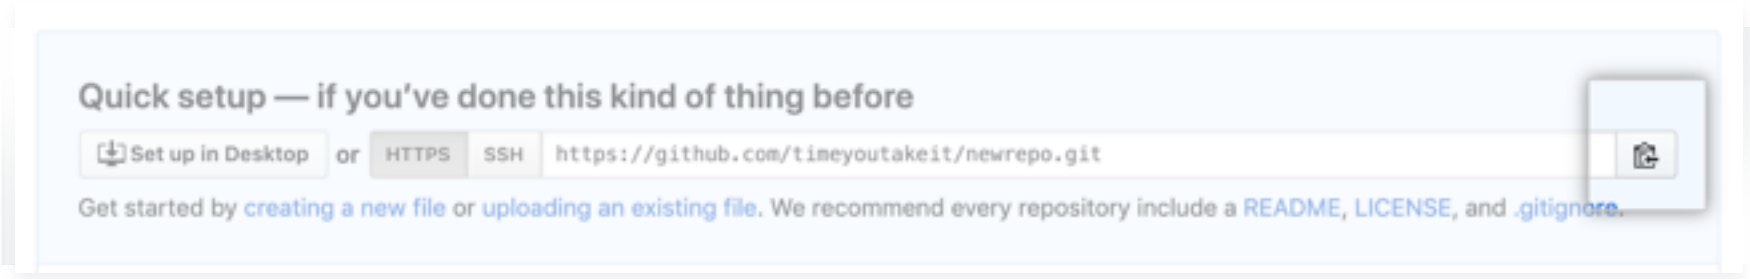 Quick setup — if you’ve done this kind of thing before
Set up in Desktop or HTTPS SSH https://github.com/timeyoutakeit/newrepo.git
Get started by creating a new file or uploading an existing file. We recommend every repository include a README, LICENSE, and .gitignore.